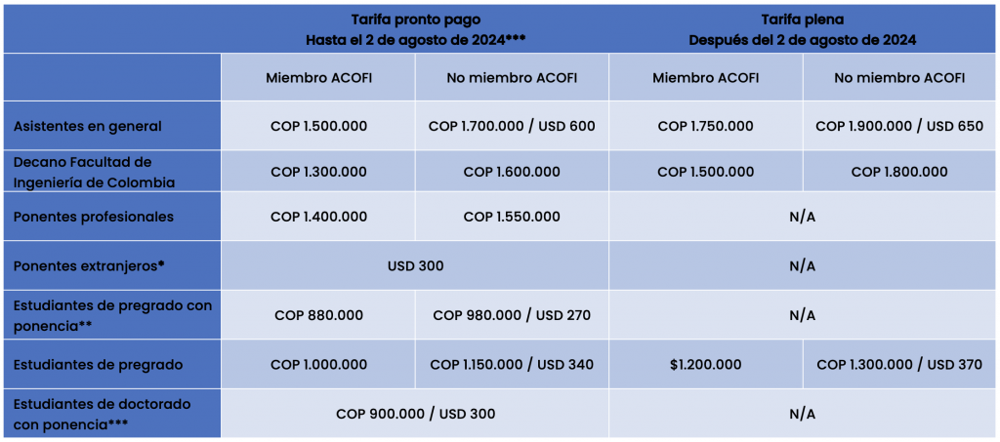 Tarifa pronto pago
Hasta el 2 de agosto de 2024***
Tarifa plena
Después del 2 de agosto de 2024
Miembro ACOFI
No miembro ACOFI
Miembro ACOFI
No miembro ACOFI
Asistentes en general
COP 1.500.000
COP 1.700.000 / USD 600
COP 1.750.000
COP 1.900.000 / USD 650
Decano Facultad de
Ingeniería de Colombia
COP 1.300.000
COP 1.600.000
COP 1.500.000
COP 1.800.000
Ponentes profesionales
COP 1.400.000
COP 1.550.000
N/A
Ponentes extranjeros*
USD 300
N/A
Estudiantes de pregrado con
ponencia**
COP 880.000
COP 980.000 / USD 270
N/A
Estudiantes de pregrado
COP 1.000.000
COP 1.150.000 / USD 340
$1.200.000
COP 1.300.000 / USD 370
Estudiantes de doctorado
con ponencia***
COP 900.000 / USD 300
N/A